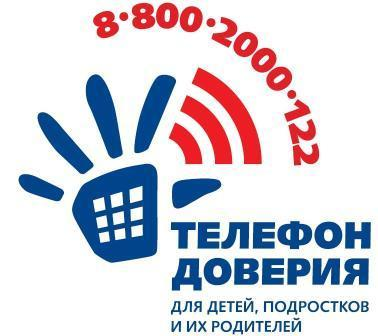 8·800·2000·122
ТЕЛЕФОН
ДОВЕРИЯ
ДЛЯ ДЕТЕЙ, ПОДРОСТКОВ
И ИХ РОДИТЕЛЕЙ